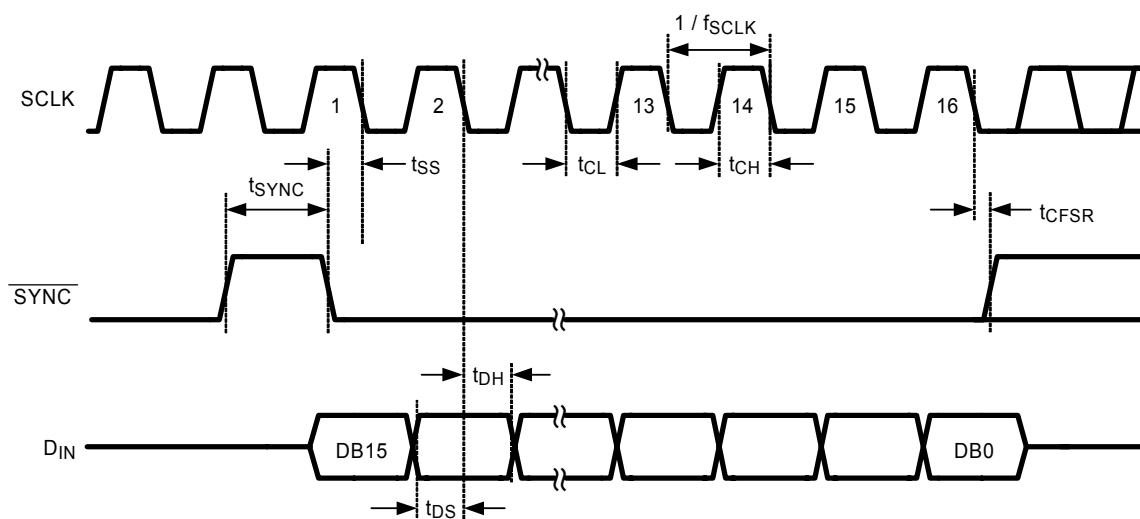 1 / fSCLK
SCLK
1
2
13
14
15
16
tSS
tCL
tCH
tSYNC
tCFSR
SYNC
tDH
DIN
DB15
DB0
tDS